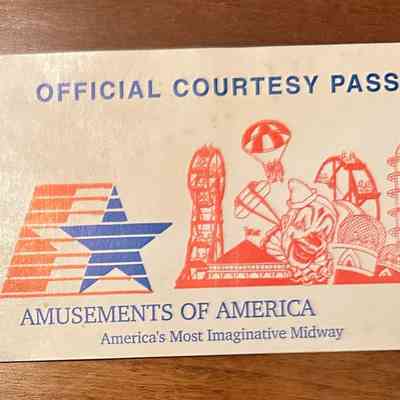 OFFICIAL COURTESY PASS
AMUSEMENTS OF AMERICA
America's Most Imaginative Midway